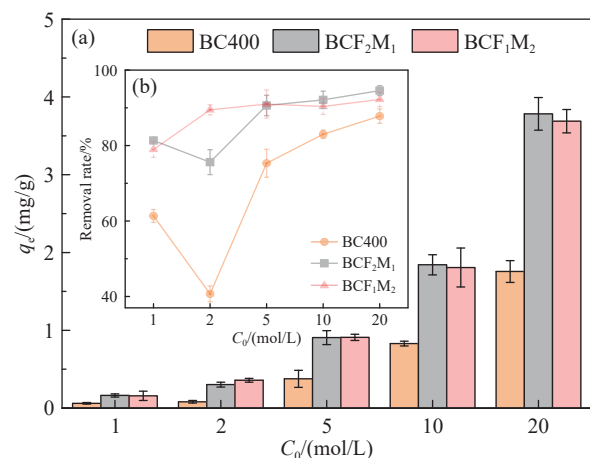 (a) BC400 BCF₂M₁ BCF₁M₂
5
4
3
2
1
0
qₑ/(mg/g)
1 2 5 10 20
C₀/(mol/L)
(b)
100
80
60
40
Removal rate/%
BC400
BCF₂M₁
BCF₁M₂
1 2 5 10 20
C₀/(mol/L)